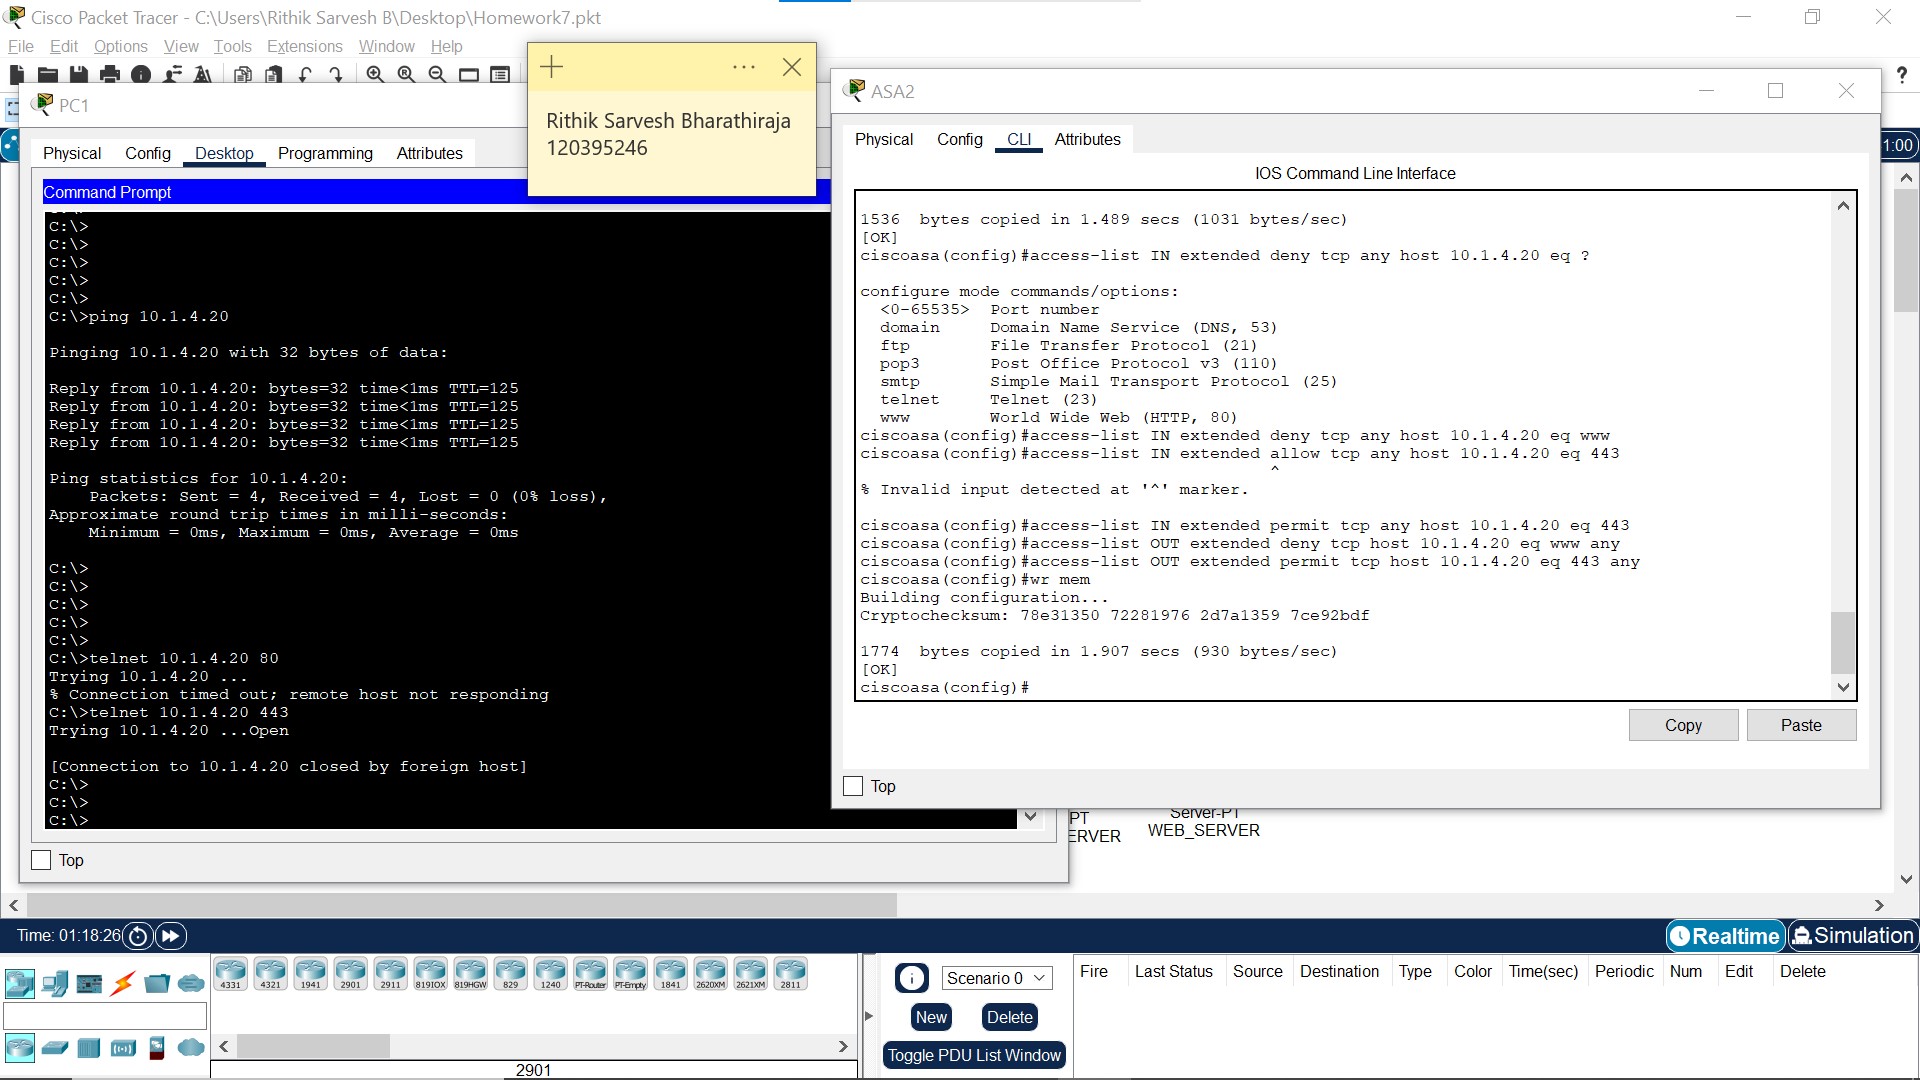 Cisco Packet Tracer - C:\Users\Rithik Sarvesh B\Desktop\Homework7.pkt
File Edit Options View Tools Extensions Window Help
?
PC1
Physical Config Desktop Programming Attributes
Command Prompt
C:\>
C:\>
C:\>
C:\>
C:\>
C:\>ping 10.1.4.20
Pinging 10.1.4.20 with 32 bytes of data:
Reply from 10.1.4.20: bytes=32 time<1ms TTL=125
Reply from 10.1.4.20: bytes=32 time<1ms TTL=125
Reply from 10.1.4.20: bytes=32 time<1ms TTL=125
Reply from 10.1.4.20: bytes=32 time<1ms TTL=125
Ping statistics for 10.1.4.20:
Packets: Sent = 4, Received = 4, Lost = 0 (0% loss),
Approximate round trip times in milli-seconds:
Minimum = 0ms, Maximum = 0ms, Average = 0ms
C:\>
C:\>
C:\>
C:\>
C:\>
C:\>telnet 10.1.4.20 80
Trying 10.1.4.20 ...
% Connection timed out; remote host not responding
C:\>telnet 10.1.4.20 443
Trying 10.1.4.20 ...Open
[Connection to 10.1.4.20 closed by foreign host]
C:\>
C:\>
C:\>
Top
Rithik Sarvesh Bharathiraja
120395246
ASA2
Physical Config CLI Attributes
1:00
IOS Command Line Interface
1536 bytes copied in 1.489 secs (1031 bytes/sec)
[OK]
ciscoasa(config)#access-list IN extended deny tcp any host 10.1.4.20 eq ?
configure mode commands/options:
<0-65535> Port number
domain Domain Name Service (DNS, 53)
ftp File Transfer Protocol (21)
pop3 Post Office Protocol v3 (110)
smtp Simple Mail Transport Protocol (25)
telnet Telnet (23)
www World Wide Web (HTTP, 80)
ciscoasa(config)#access-list IN extended deny tcp any host 10.1.4.20 eq www
ciscoasa(config)#access-list IN extended allow tcp any host 10.1.4.20 eq 443
^
% Invalid input detected at '^' marker.
ciscoasa(config)#access-list IN extended permit tcp any host 10.1.4.20 eq 443
ciscoasa(config)#access-list OUT extended deny tcp host 10.1.4.20 eq www any
ciscoasa(config)#access-list OUT extended permit tcp host 10.1.4.20 eq 443 any
ciscoasa(config)#wr mem
Building configuration...
Cryptochecksum: 78e31350 72281976 2d7a1359 7ce92bdf
1774 bytes copied in 1.907 secs (930 bytes/sec)
[OK]
ciscoasa(config)#
Copy Paste
Top
PT
ERVER
Server-PT
WEB_SERVER
Time: 01:18:26
Realtime Simulation
4331 4321 1941 2901 2911 819IOX 819HGW 829 1240 PT-Router PT-Empty 1841 2620XM 2621XM 2811
2901
Scenario 0
New Delete
Toggle PDU List Window
Fire Last Status Source Destination Type Color Time(sec) Periodic Num Edit Delete